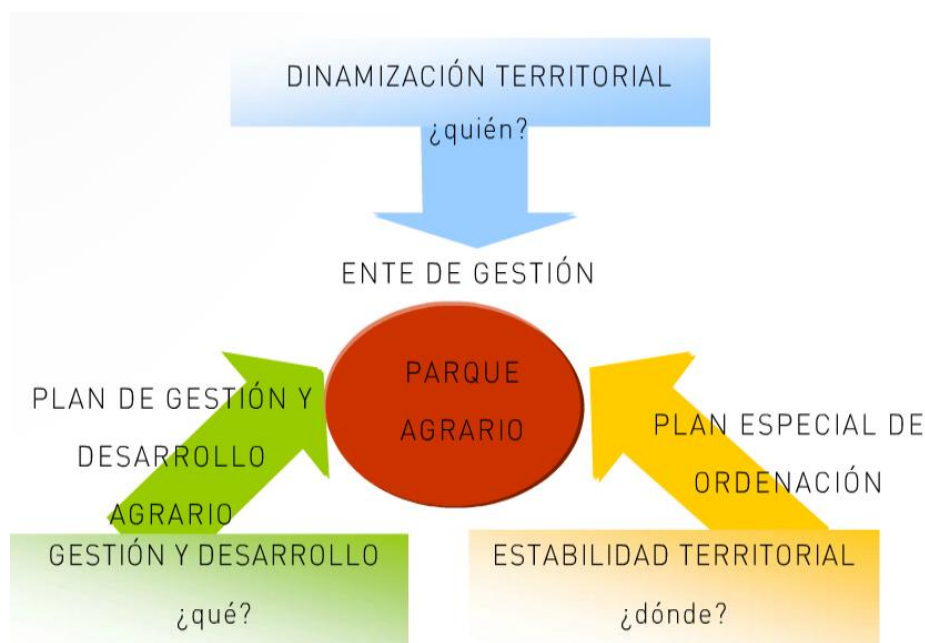 DINAMIZACIÓN TERRITORIAL
¿quién?
ENTE DE GESTIÓN
PARQUE
AGRARIO
PLAN DE GESTIÓN Y
DESARROLLO
AGRARIO
PLAN ESPECIAL DE
ORDENACIÓN
GESTIÓN Y DESARROLLO
¿qué?
ESTABILIDAD TERRITORIAL
¿dónde?